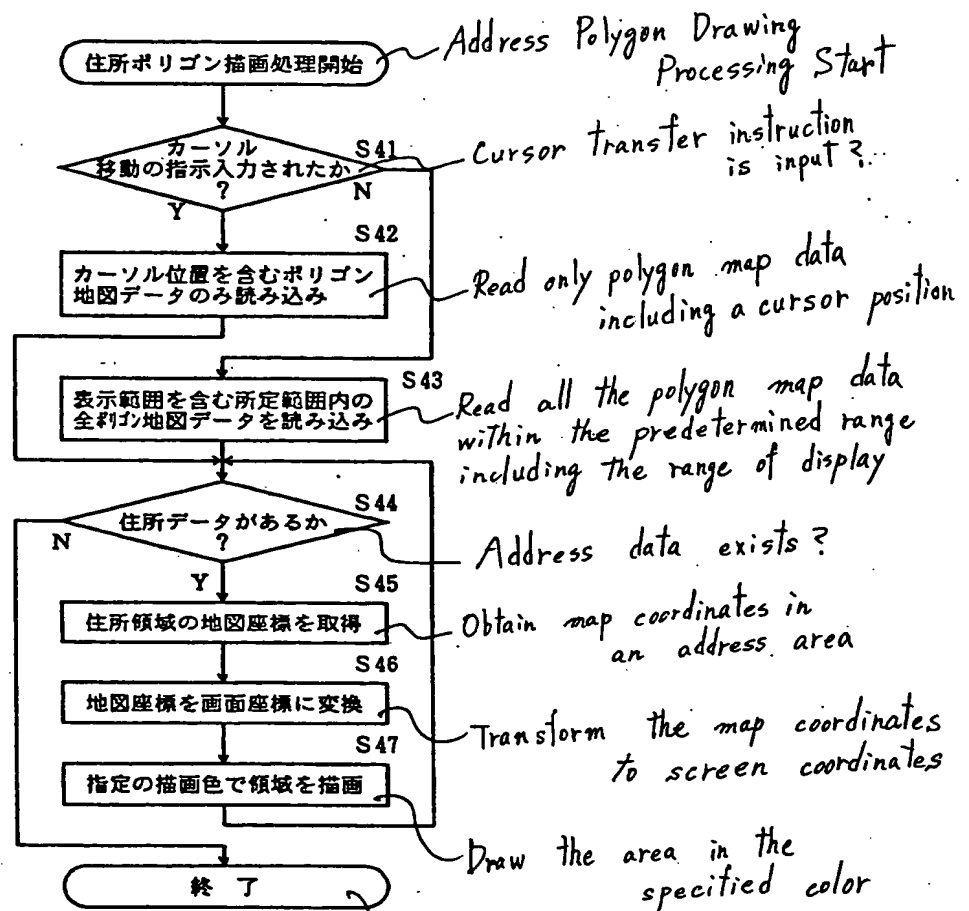 住所ポリゴン描画処理開始
Address Polygon Drawing
Processing Start
カーソル
移動の指示入力されたか
?
S41
Y
N
Cursor transfer instruction
is input?
S42
カーソル位置を含むポリゴン
地図データのみ読み込み
Read only polygon map data
including a cursor position
S43
表示範囲を含む所定範囲内の
全ポリゴン地図データを読み込み
Read all the polygon map data
within the predetermined range
including the range of display
S44
住所データがあるか
?
N
Y
Address data exists?
S45
住所領域の地図座標を取得
Obtain map coordinates in
an address area
S46
地図座標を画面座標に変換
Transform the map coordinates
to screen coordinates
S47
指定の描画色で領域を描画
Draw the area in the
specified color
終了